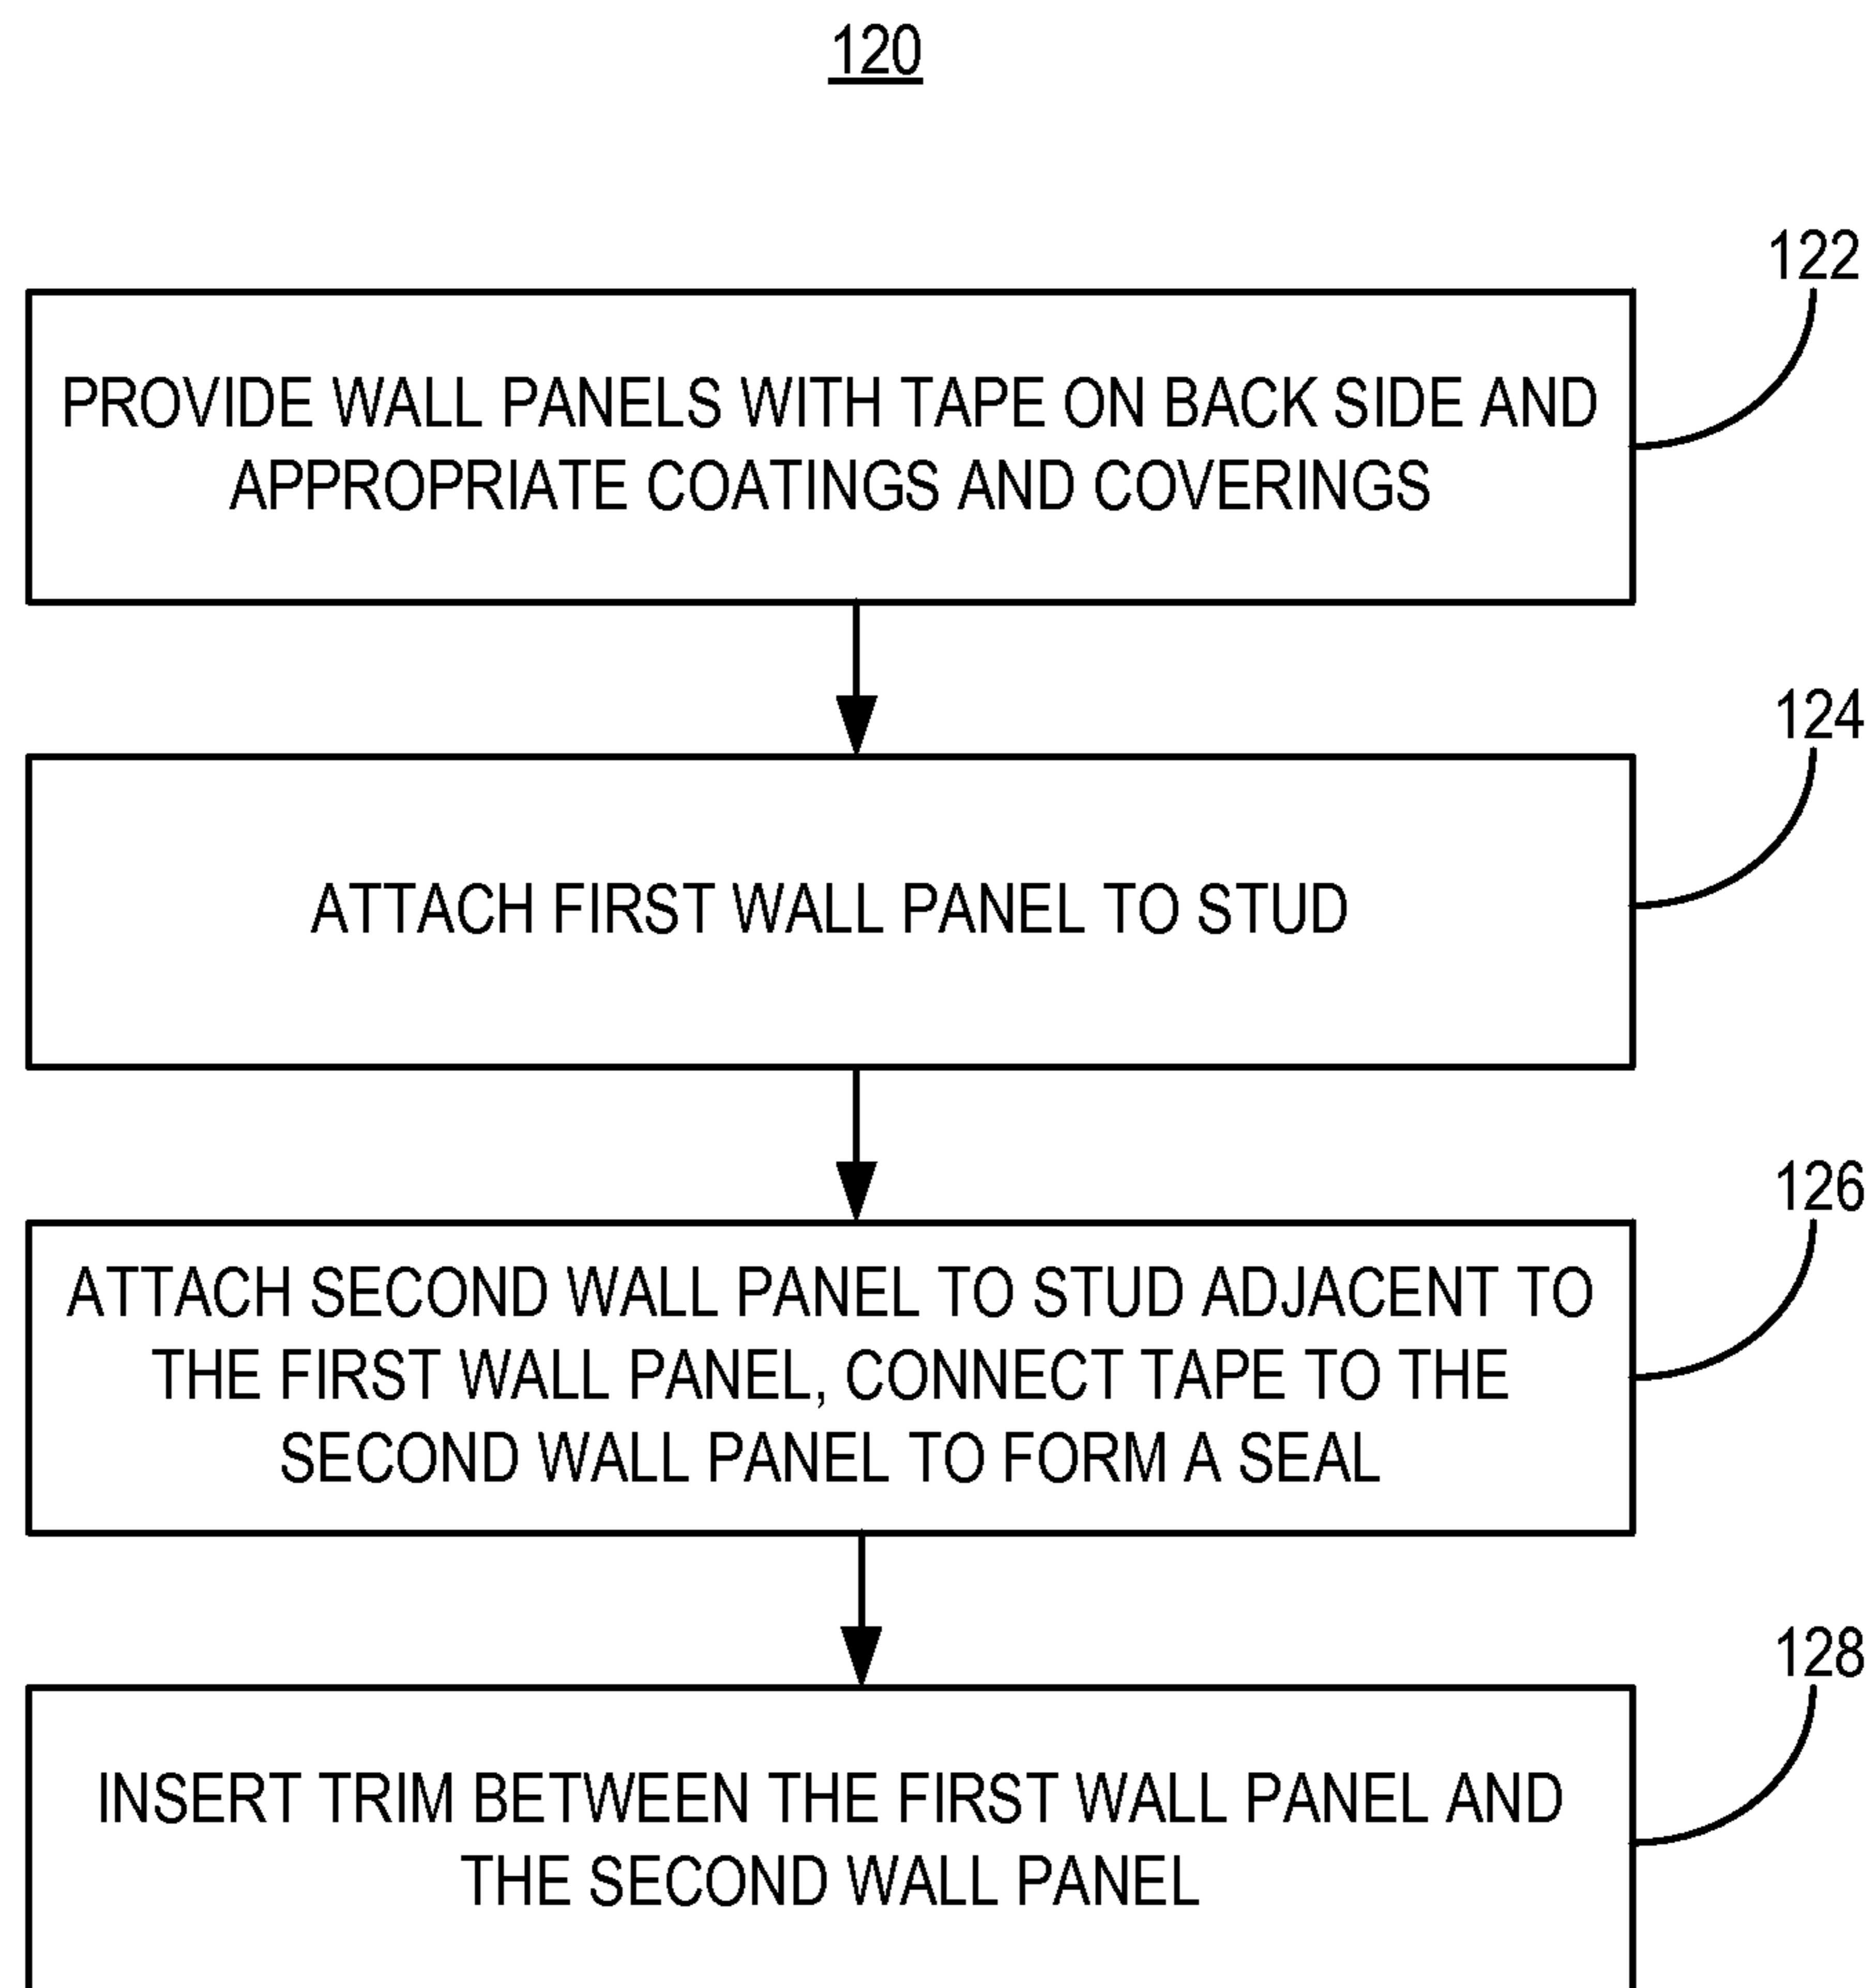 120
122
PROVIDE WALL PANELS WITH TAPE ON BACK SIDE AND
APPROPRIATE COATINGS AND COVERINGS
124
ATTACH FIRST WALL PANEL TO STUD
126
ATTACH SECOND WALL PANEL TO STUD ADJACENT TO
THE FIRST WALL PANEL, CONNECT TAPE TO THE
SECOND WALL PANEL TO FORM A SEAL
128
INSERT TRIM BETWEEN THE FIRST WALL PANEL AND
THE SECOND WALL PANEL